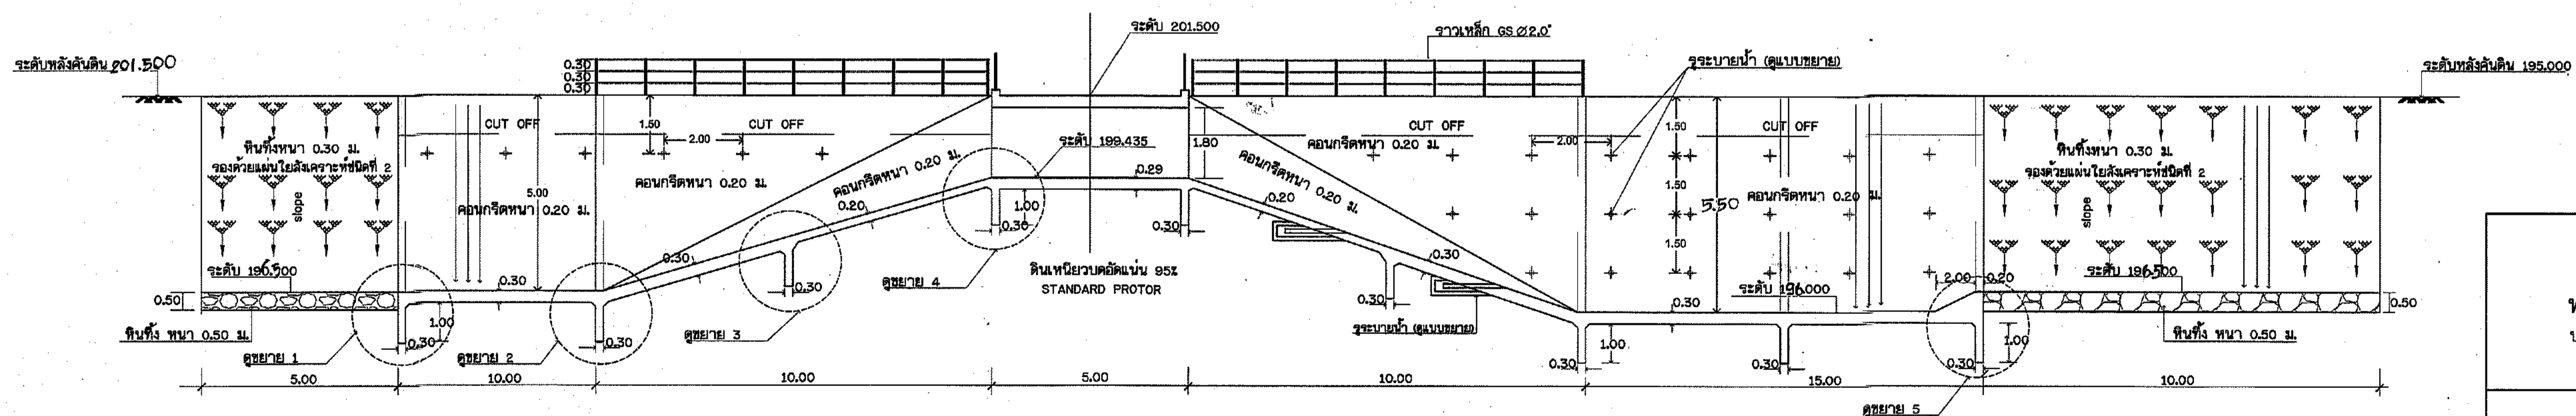 ระดับ 201.500
ราวเหล็ก GS Ø2.0"
ระดับหลังคันดิน 201.500
0.30
0.30
0.30
รูระบายน้ำ (ดูแบบขยาย)
ระดับหลังคันดิน 195.000
CUT OFF
1.50
2.00
CUT OFF
CUT OFF
2.00
1.50
CUT OFF
หินทิ้งหนา 0.30 ม.
รองด้วยแผ่นใยสังเคราะห์ชนิดที่ 2
slope
5.00
คอนกรีตหนา 0.20 ม.
คอนกรีตหนา 0.20 ม.
คอนกรีตหนา 0.20 ม.
ระดับ 199.435
1.80
0.29
คอนกรีตหนา 0.20 ม.
คอนกรีตหนา 0.20 ม.
1.50
5.50
คอนกรีตหนา 0.20 ม.
หินทิ้งหนา 0.30 ม.
รองด้วยแผ่นใยสังเคราะห์ชนิดที่ 2
slope
0.20
1.00
0.30
0.30
0.20
1.50
ระดับ 196.500
0.30
0.30
0.30
ดูขยาย 4
ดินเหนียวบดอัดแน่น 95%
STANDARD PROTOR
0.30
0.30
2.00
0.20
ระดับ 196.500
0.50
0.30
ระดับ 196.000
0.30
0.50
หินทิ้ง หนา 0.50 ม.
1.00
0.30
0.30
ดูขยาย 3
รูระบายน้ำ (ดูแบบขยาย)
1.00
1.00
หินทิ้ง หนา 0.50 ม.
ดูขยาย 1
ดูขยาย 2
0.30
0.30
0.30
5.00
10.00
10.00
5.00
10.00
15.00
10.00
ดูขยาย 5